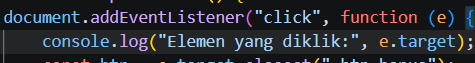 document.addEventListener("click", function (e) {
console.log("Elemen yang diklik:", e.target);